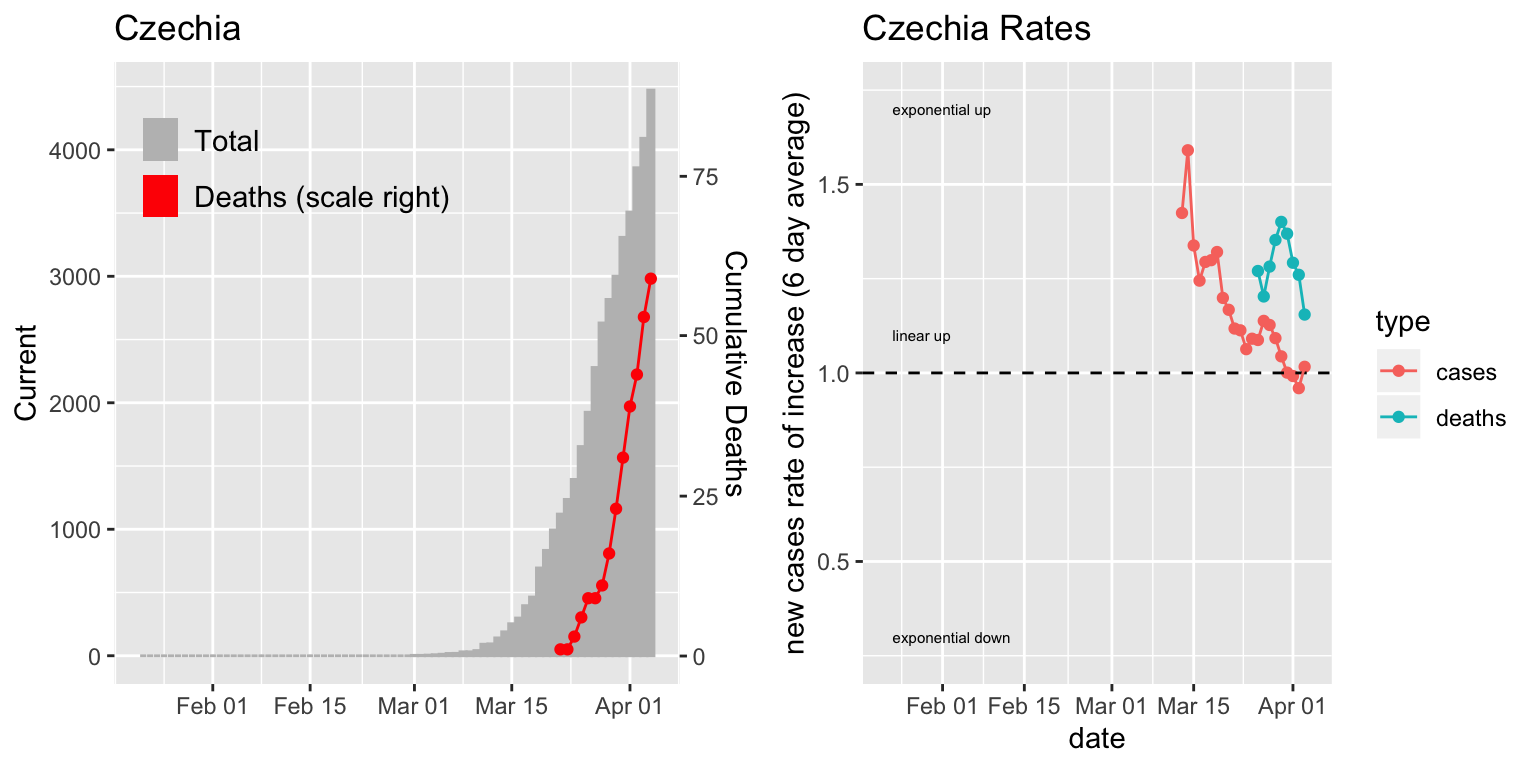 Czechia
Total
Deaths (scale right)
4000
3000
2000
1000
0
Current
75
50
25
0
Cumulative Deaths
Feb 01
Feb 15
Mar 01
Mar 15
Apr 01
Czechia Rates
exponential up
linear up
exponential down
1.5
1.0
0.5
new cases rate of increase (6 day average)
Feb 01
Feb 15
Mar 01
Mar 15
Apr 01
date
type
cases
deaths